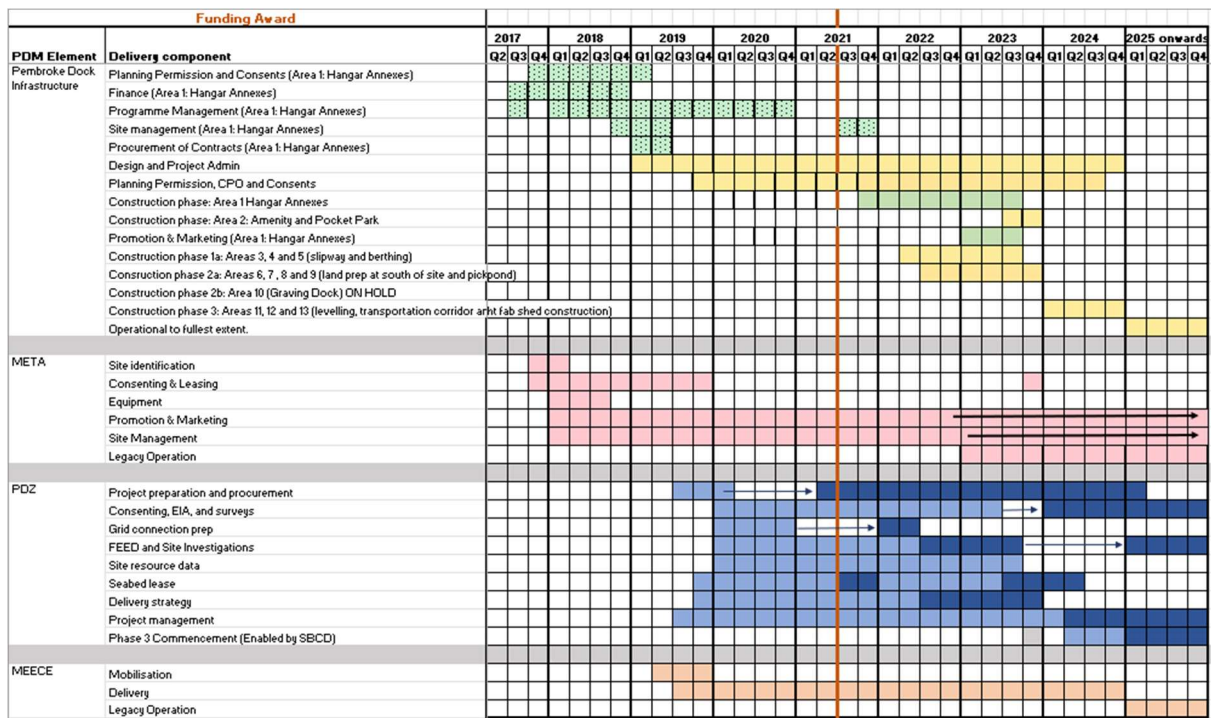 Funding Award
2017 2018 2019 2020 2021 2022 2023 2024 2025 onwards
PDM Element Delivery component Q2 Q3 Q4 Q1 Q2 Q3 Q4 Q1 Q2 Q3 Q4 Q1 Q2 Q3 Q4 Q1 Q2 Q3 Q4 Q1 Q2 Q3 Q4 Q1 Q2 Q3 Q4 Q1 Q2 Q3 Q4 Q1 Q2 Q3 Q4
Pembroke Dock Infrastructure
Planning Permission and Consents (Area 1: Hangar Annexes)
Finance (Area 1: Hangar Annexes)
Programme Management (Area 1: Hangar Annexes)
Site management (Area 1: Hangar Annexes)
Procurement of Contracts (Area 1: Hangar Annexes)
Design and Project Admin
Planning Permission, CPO and Consents
Construction phase: Area 1 Hangar Annexes
Construction phase: Area 2: Amenity and Pocket Park
Promotion & Marketing (Area 1: Hangar Annexes)
Construction phase 1a: Areas 3, 4 and 5 (slipway and berthing)
Construction phase 2a: Areas 6, 7, 8 and 9 (land prep at south of site and pickpond)
Construction phase 2b: Area 10 (Graving Dock) ON HOLD
Construction phase 3: Areas 11, 12 and 13 (levelling, transportation corridor fab shed construction)
Operational to fullest extent.
META Site identification
Consenting & Leasing
Equipment
Promotion & Marketing
Site Management
Legacy Operation
PDZ Project preparation and procurement
Consenting, EIA, and surveys
Grid connection prep
FEED and Site Investigations
Site resource data
Seabed lease
Delivery strategy
Project management
Phase 3 Commencement (Enabled by SBCD)
MEECE Mobilisation
Delivery
Legacy Operation